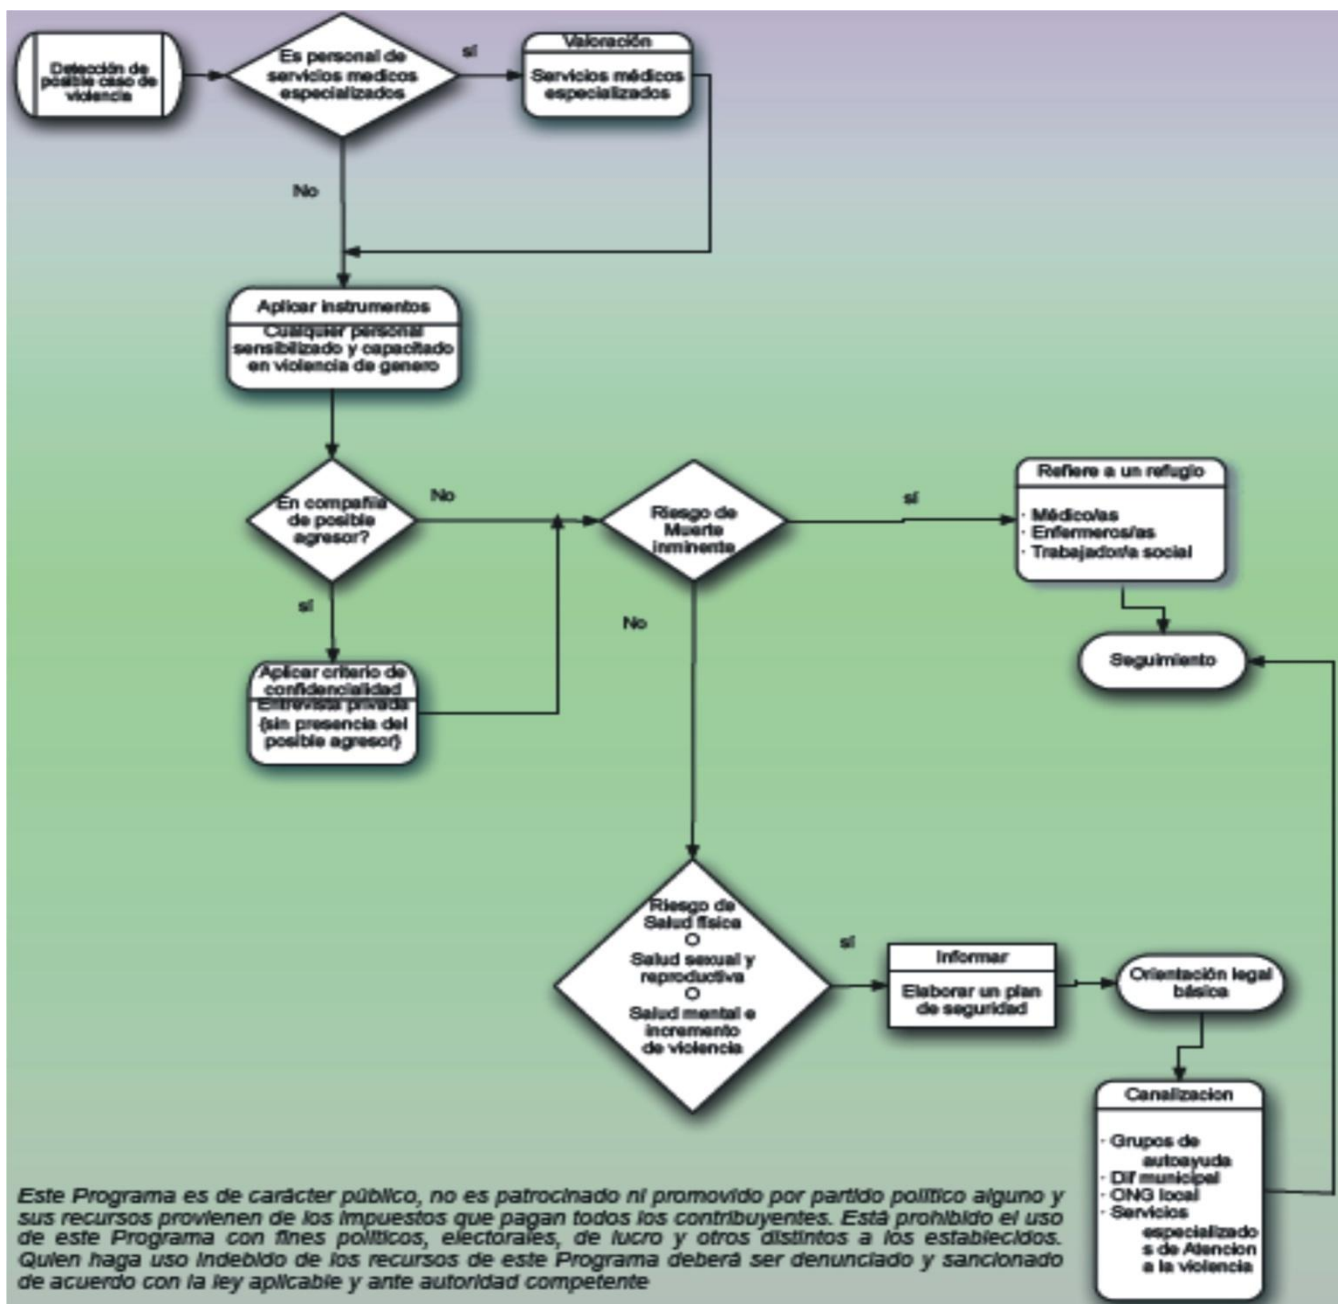 Detección de
posible caso de
violencia
Es personal de
servicios medicos
especializados
sí
Valoración
Servicios médicos
especializados
No
Aplicar instrumentos
Cualquier personal
sensibilizado y capacitado
en violencia de genero
En compañía
de posible
agresor?
No
sí
Aplicar criterio de
confidencialidad
Entrevista privada
(sin presencia del
posible agresor)
Riesgo de
Muerte
inminente
sí
No
Refiere a un refugio
· Médico/as
· Enfermeros/as
· Trabajador/a social
Seguimiento
Riesgo de
Salud física
O
Salud sexual y
reproductiva
O
Salud mental e
incremento
de violencia
sí
Informar
Elaborar un plan
de seguridad
Orientación legal
básica
Canalizacion
· Grupos de
autoayuda
· Dif municipal
· ONG local
· Servicios
especializado
s de Atencion
a la violencia
Este Programa es de carácter público, no es patrocinado ni promovido por partido político alguno y
sus recursos provienen de los impuestos que pagan todos los contribuyentes. Está prohibido el uso
de este Programa con fines políticos, electorales, de lucro y otros distintos a los establecidos.
Quien haga uso indebido de los recursos de este Programa deberá ser denunciado y sancionado
de acuerdo con la ley aplicable y ante autoridad competente